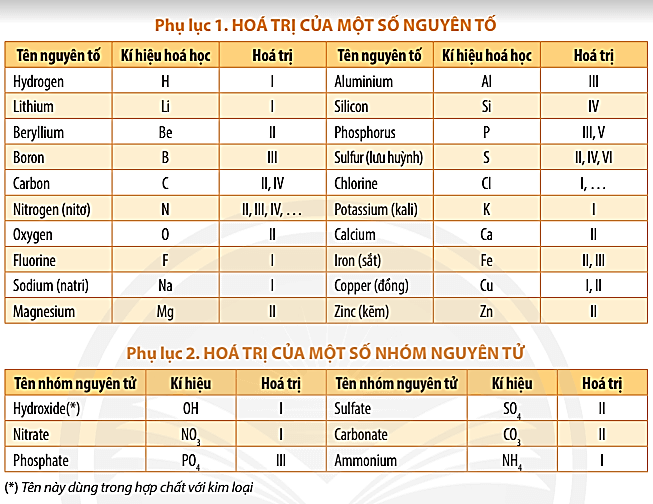 Phụ lục 1. HOÁ TRỊ CỦA MỘT SỐ NGUYÊN TỐ
Tên nguyên tố Kí hiệu hoá học Hoá trị Tên nguyên tố Kí hiệu hoá học Hoá trị
Hydrogen H I Aluminium Al III
Lithium Li I Silicon Si IV
Beryllium Be II Phosphorus P III, V
Boron B III Sulfur (lưu huỳnh) S II, IV, VI
Carbon C II, IV Chlorine Cl I, …
Nitrogen (nitơ) N II, III, IV, … Potassium (kali) K I
Oxygen O II Calcium Ca II
Fluorine F I Iron (sắt) Fe II, III
Sodium (natri) Na I Copper (đồng) Cu I, II
Magnesium Mg II Zinc (kẽm) Zn II
Phụ lục 2. HOÁ TRỊ CỦA MỘT SỐ NHÓM NGUYÊN TỬ
Tên nhóm nguyên tử Kí hiệu Hoá trị Tên nhóm nguyên tử Kí hiệu Hoá trị
Hydroxide(*) OH I Sulfate SO₄ II
Nitrate NO₃ I Carbonate CO₃ II
Phosphate PO₄ III Ammonium NH₄ I
(*) Tên này dùng trong hợp chất với kim loại